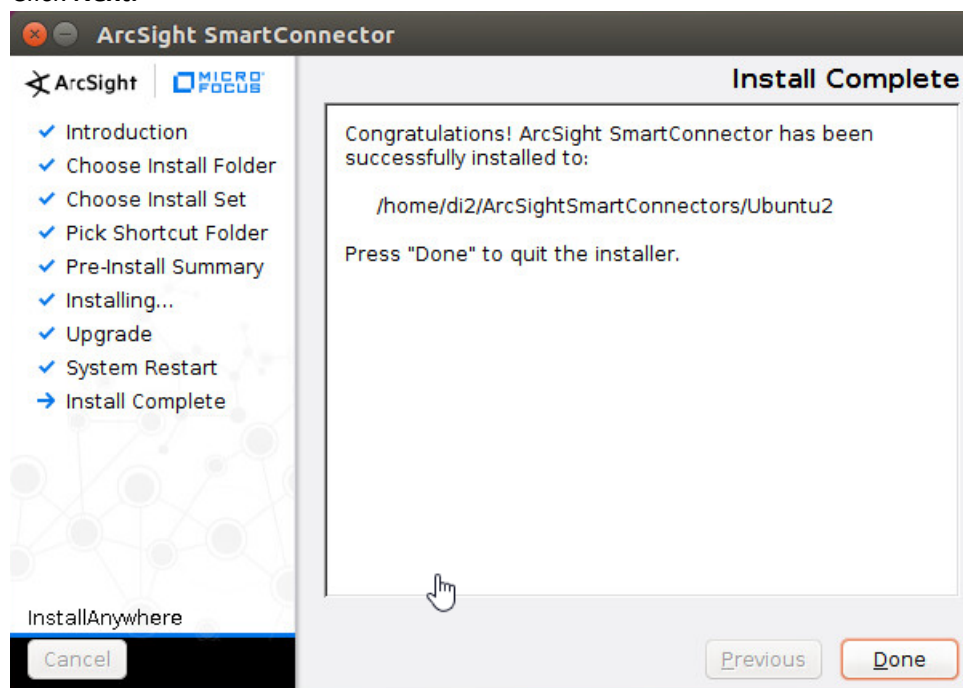 Click Next.
ArcSight SmartConnector
ArcSight
MICRO FOCUS
Install Complete
Introduction
Choose Install Folder
Choose Install Set
Pick Shortcut Folder
Pre-Install Summary
Installing...
Upgrade
System Restart
Install Complete
Congratulations! ArcSight SmartConnector has been
successfully installed to:
/home/di2/ArcSightSmartConnectors/Ubuntu2
Press "Done" to quit the installer.
InstallAnywhere
Cancel
Previous
Done